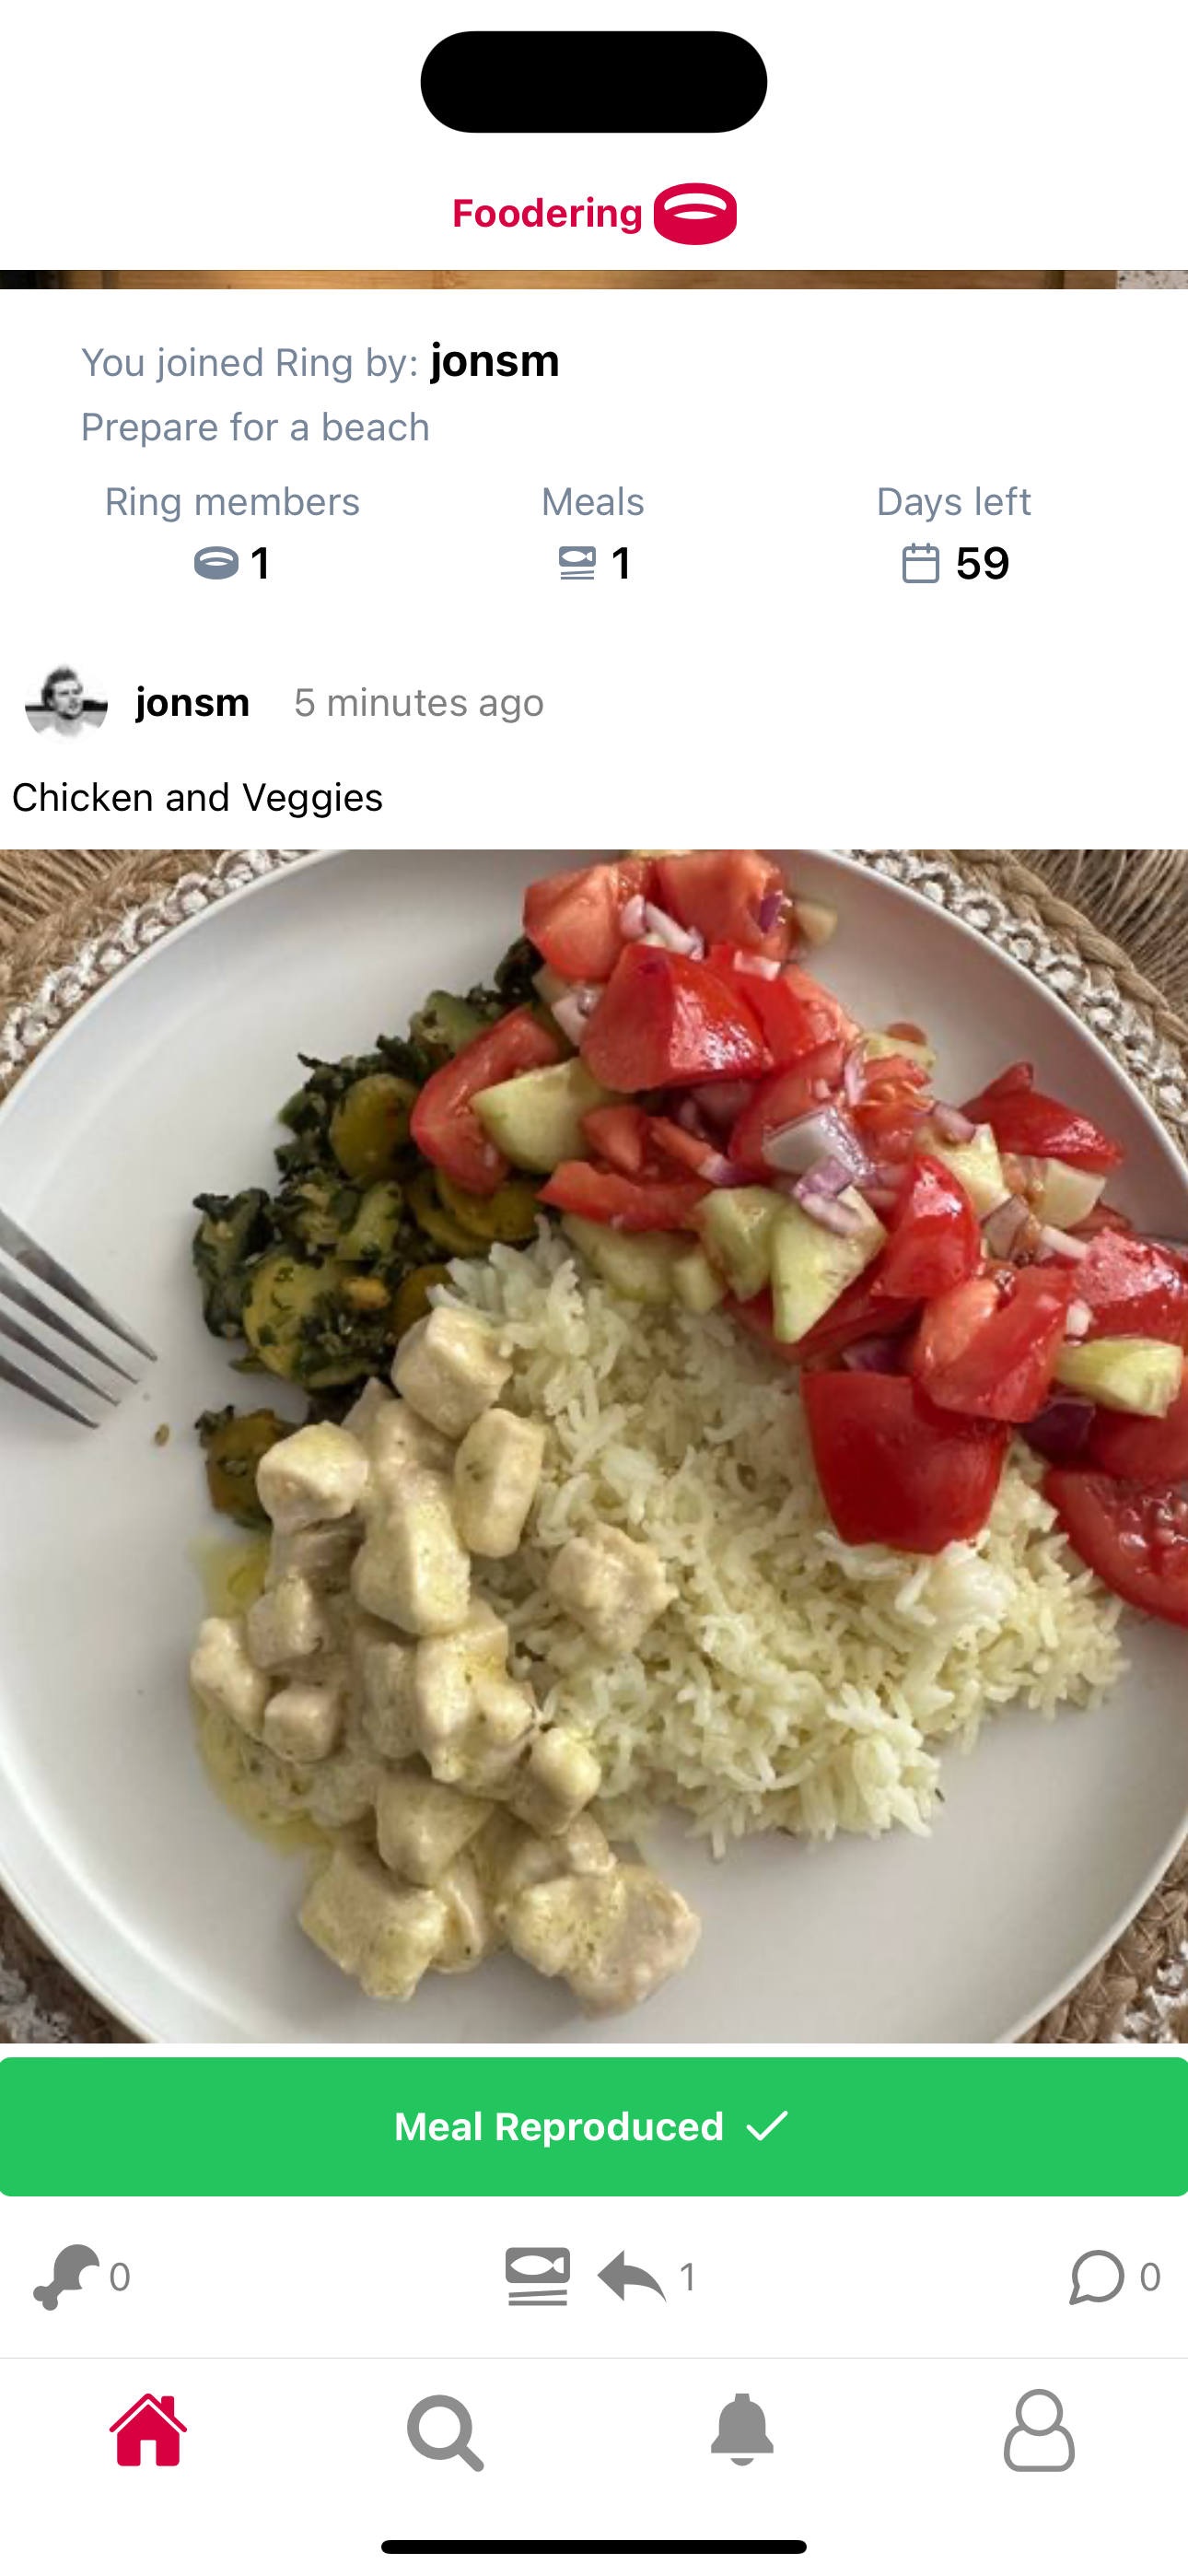 Foodering
You joined Ring by: jonsm
Prepare for a beach
Ring members Meals Days left
1 1 59
jonsm 5 minutes ago
Chicken and Veggies
Meal Reproduced
0 1 0